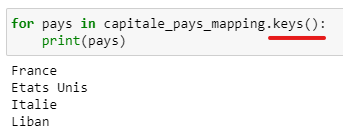 for pays in capitale_pays_mapping.keys():
    print(pays)
France
Etats Unis
Italie
Liban